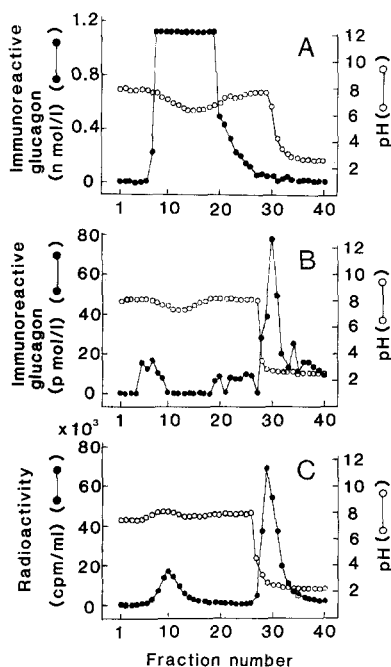 A
1.2
0.8
0.4
0
12
10
8
6
4
2
Immunoreactive
glucagon
(n mol/l) (●—●)
pH(○—○)
1 10 20 30 40
B
80
60
40
20
0
12
10
8
6
4
2
Immunoreactive
glucagon
(p mol/l) (●—●)
pH(○—○)
1 10 20 30 40
×10³
C
80
60
40
20
0
12
10
8
6
4
2
Radioactivity
(cpm/ml) (●—●)
pH(○—○)
1 10 20 30 40
Fraction number